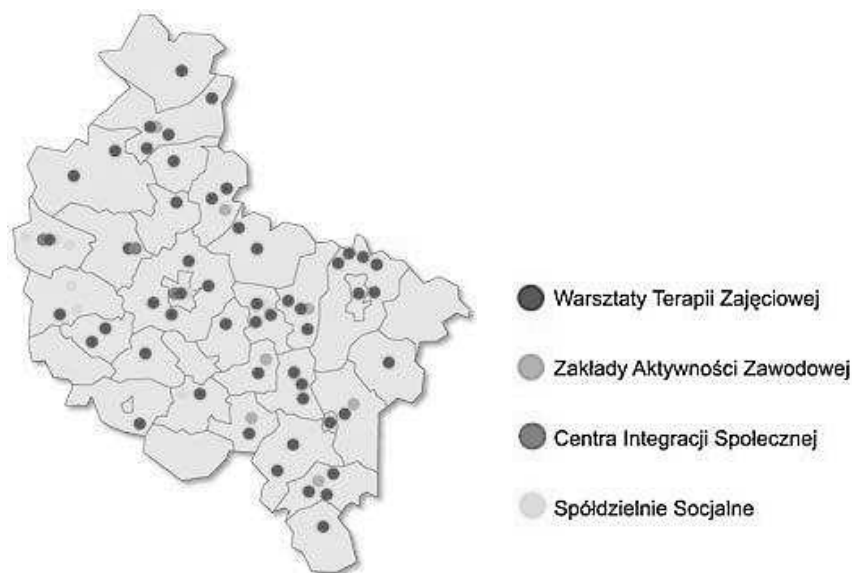 Warsztaty Terapii Zajęciowej
Zakłady Aktywności Zawodowej
Centra Integracji Społecznej
Spółdzielnie Socjalne